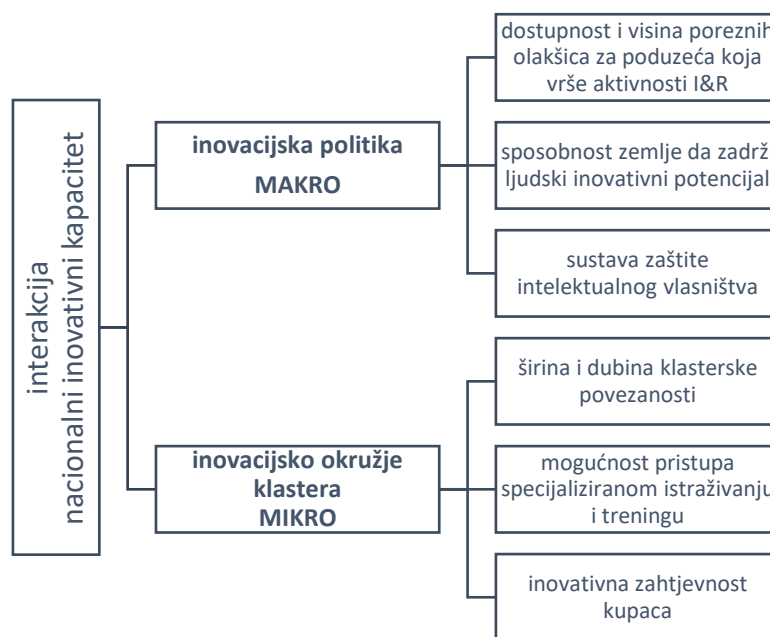 interakcija
nacionalni inovativni kapacitet
inovacijska politika
MAKRO
dostupnost i visina poreznih
olakšica za poduzeća koja
vrše aktivnosti I&R
sposobnost zemlje da zadrž
ljudski inovativni potencijal
sustava zaštite
intelektualnog vlasništva
inovacijsko okružje
klastera
MIKRO
širina i dubina klasterske
povezanosti
mogućnost pristupa
specijaliziranom istraživanju
i treningu
inovativna zahtjevnost
kupaca